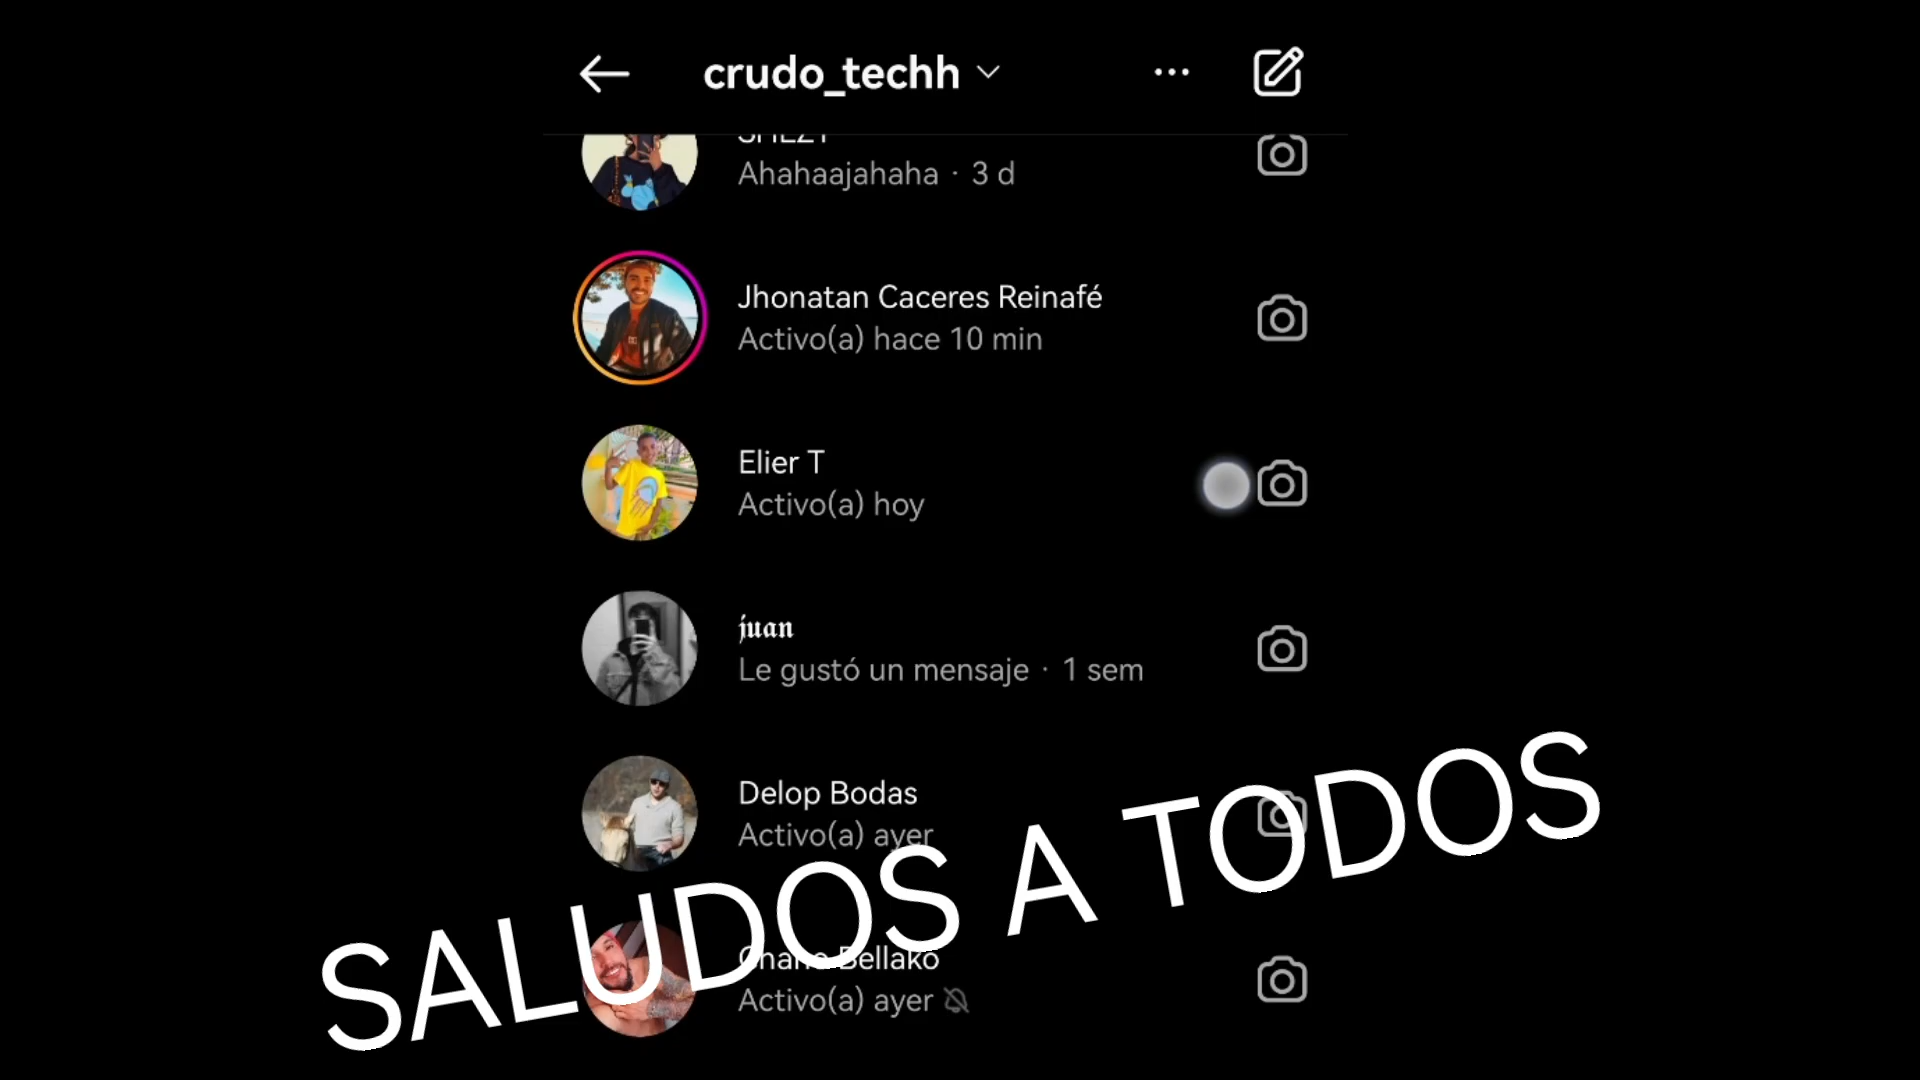 crudo_techh
Ahahaajahaha · 3 d
Jhonatan Caceres Reinafé
Activo(a) hace 10 min
Elier T
Activo(a) hoy
𝖏𝖚𝖆𝖓
Le gustó un mensaje · 1 sem
Delop Bodas
Activo(a) ayer
SALUDOS A TODOS
Bellako
Activo(a) ayer